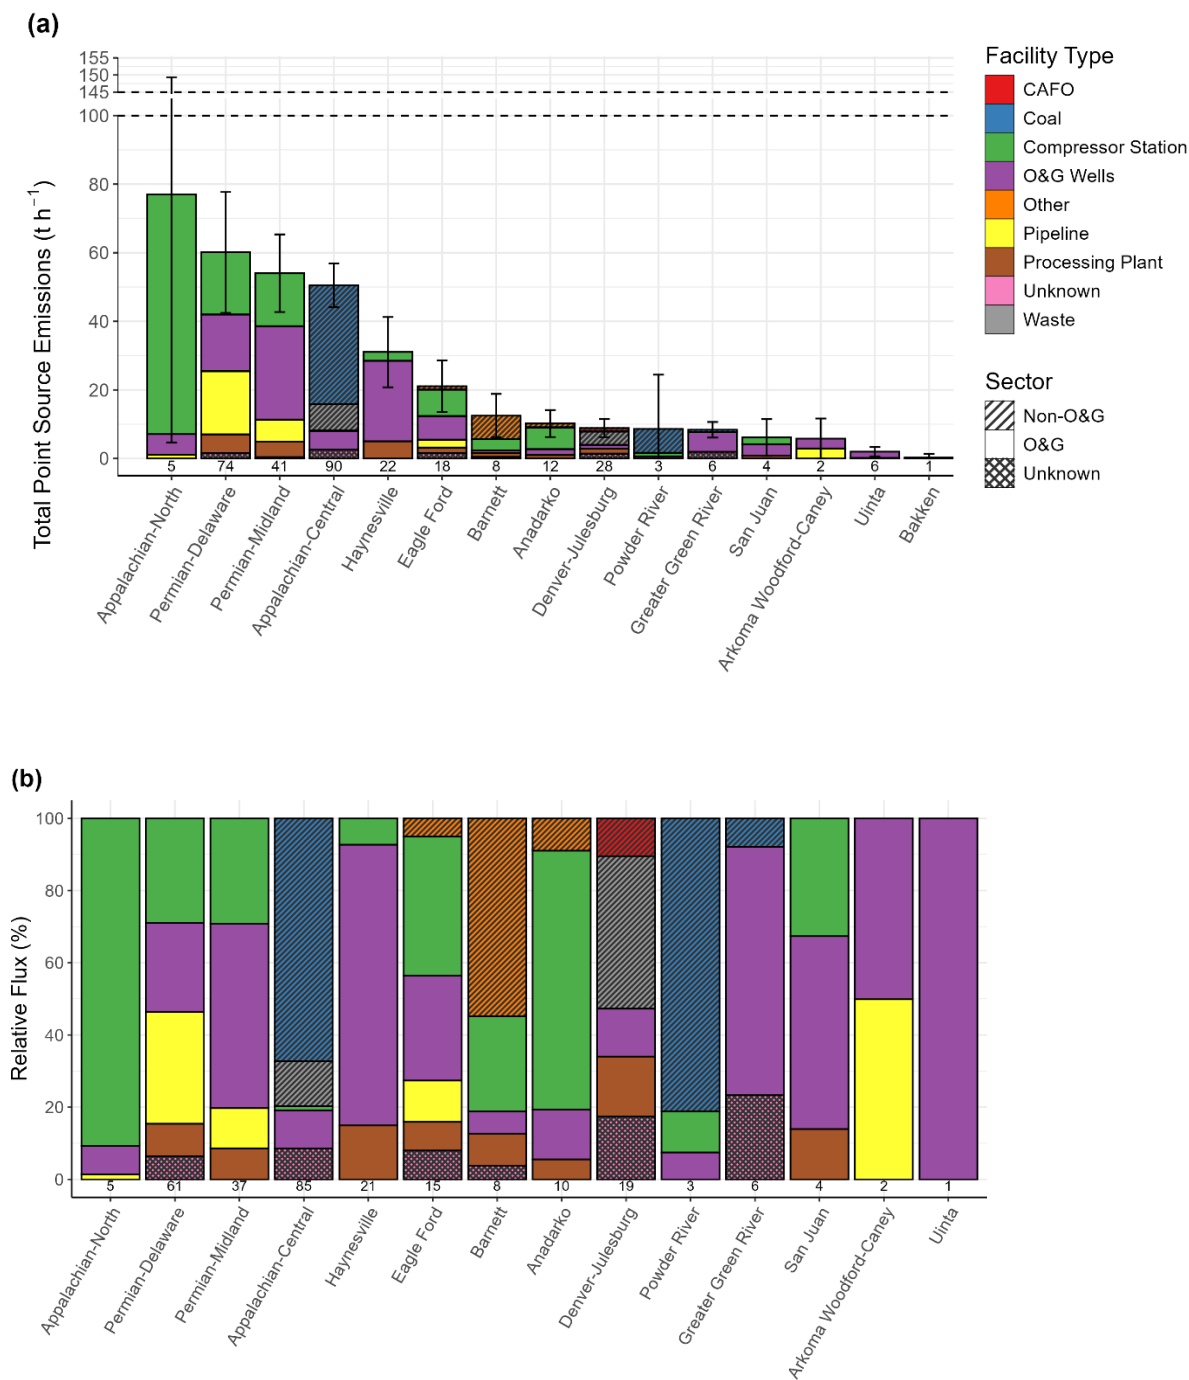 (a)
Total Point Source Emissions (t h⁻¹)
155
150
145
100
80
60
40
20
0
5 74 41 90 22 18 8 12 28 3 6 4 2 6 1
Appalachian-North
Permian-Delaware
Permian-Midland
Appalachian-Central
Haynesville
Eagle Ford
Barnett
Anadarko
Denver-Julesburg
Powder River
Greater Green River
San Juan
Arkoma Woodford-Caney
Uinta
Bakken
Facility Type
CAFO
Coal
Compressor Station
O&G Wells
Other
Pipeline
Processing Plant
Unknown
Waste
Sector
Non-O&G
O&G
Unknown
(b)
Relative Flux (%)
100
80
60
40
20
0
5 61 37 85 21 15 8 10 19 3 6 4 2 1
Appalachian-North
Permian-Delaware
Permian-Midland
Appalachian-Central
Haynesville
Eagle Ford
Barnett
Anadarko
Denver-Julesburg
Powder River
Greater Green River
San Juan
Arkoma Woodford-Caney
Uinta